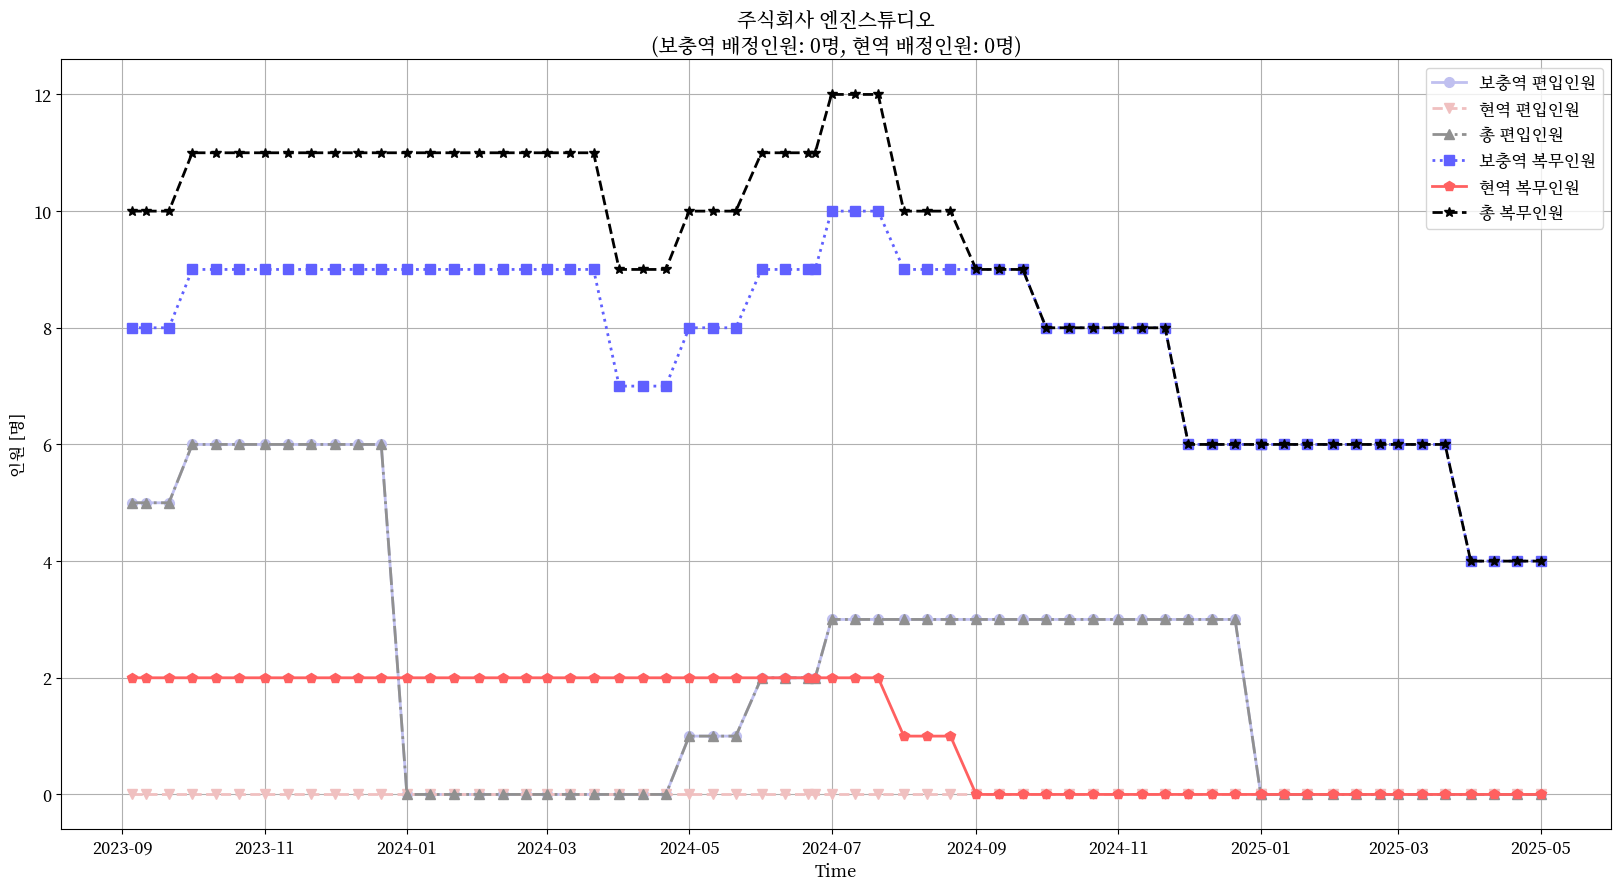 주식회사 엔진스튜디오
(보충역 배정인원: 0명, 현역 배정인원: 0명)
보충역 편입인원
현역 편입인원
총 편입인원
보충역 복무인원
현역 복무인원
총 복무인원
인원 [명]
12
10
8
6
4
2
0
2023-09 2023-11 2024-01 2024-03 2024-05 2024-07 2024-09 2024-11 2025-01 2025-03 2025-05
Time